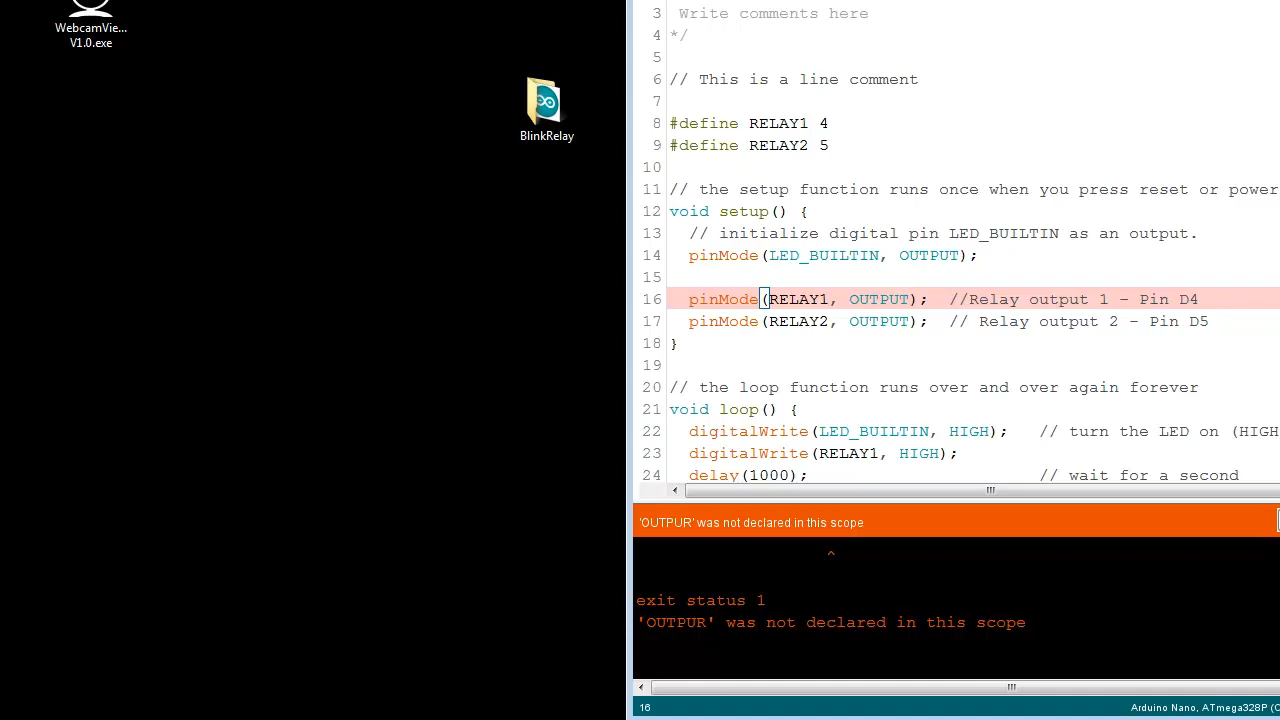 WebcamVie...
V1.0.exe
BlinkRelay
3 Write comments here
4 */
5
6 // This is a line comment
7
8 #define RELAY1 4
9 #define RELAY2 5
10
11 // the setup function runs once when you press reset or power
12 void setup() {
13 // initialize digital pin LED_BUILTIN as an output.
14 pinMode(LED_BUILTIN, OUTPUT);
15
16 pinMode(RELAY1, OUTPUT); //Relay output 1 - Pin D4
17 pinMode(RELAY2, OUTPUT); // Relay output 2 - Pin D5
18 }
19
20 // the loop function runs over and over again forever
21 void loop() {
22 digitalWrite(LED_BUILTIN, HIGH); // turn the LED on (HIGH
23 digitalWrite(RELAY1, HIGH);
24 delay(1000); // wait for a second
'OUTPUR' was not declared in this scope
^
exit status 1
'OUTPUR' was not declared in this scope
16 Arduino Nano, ATmega328P (